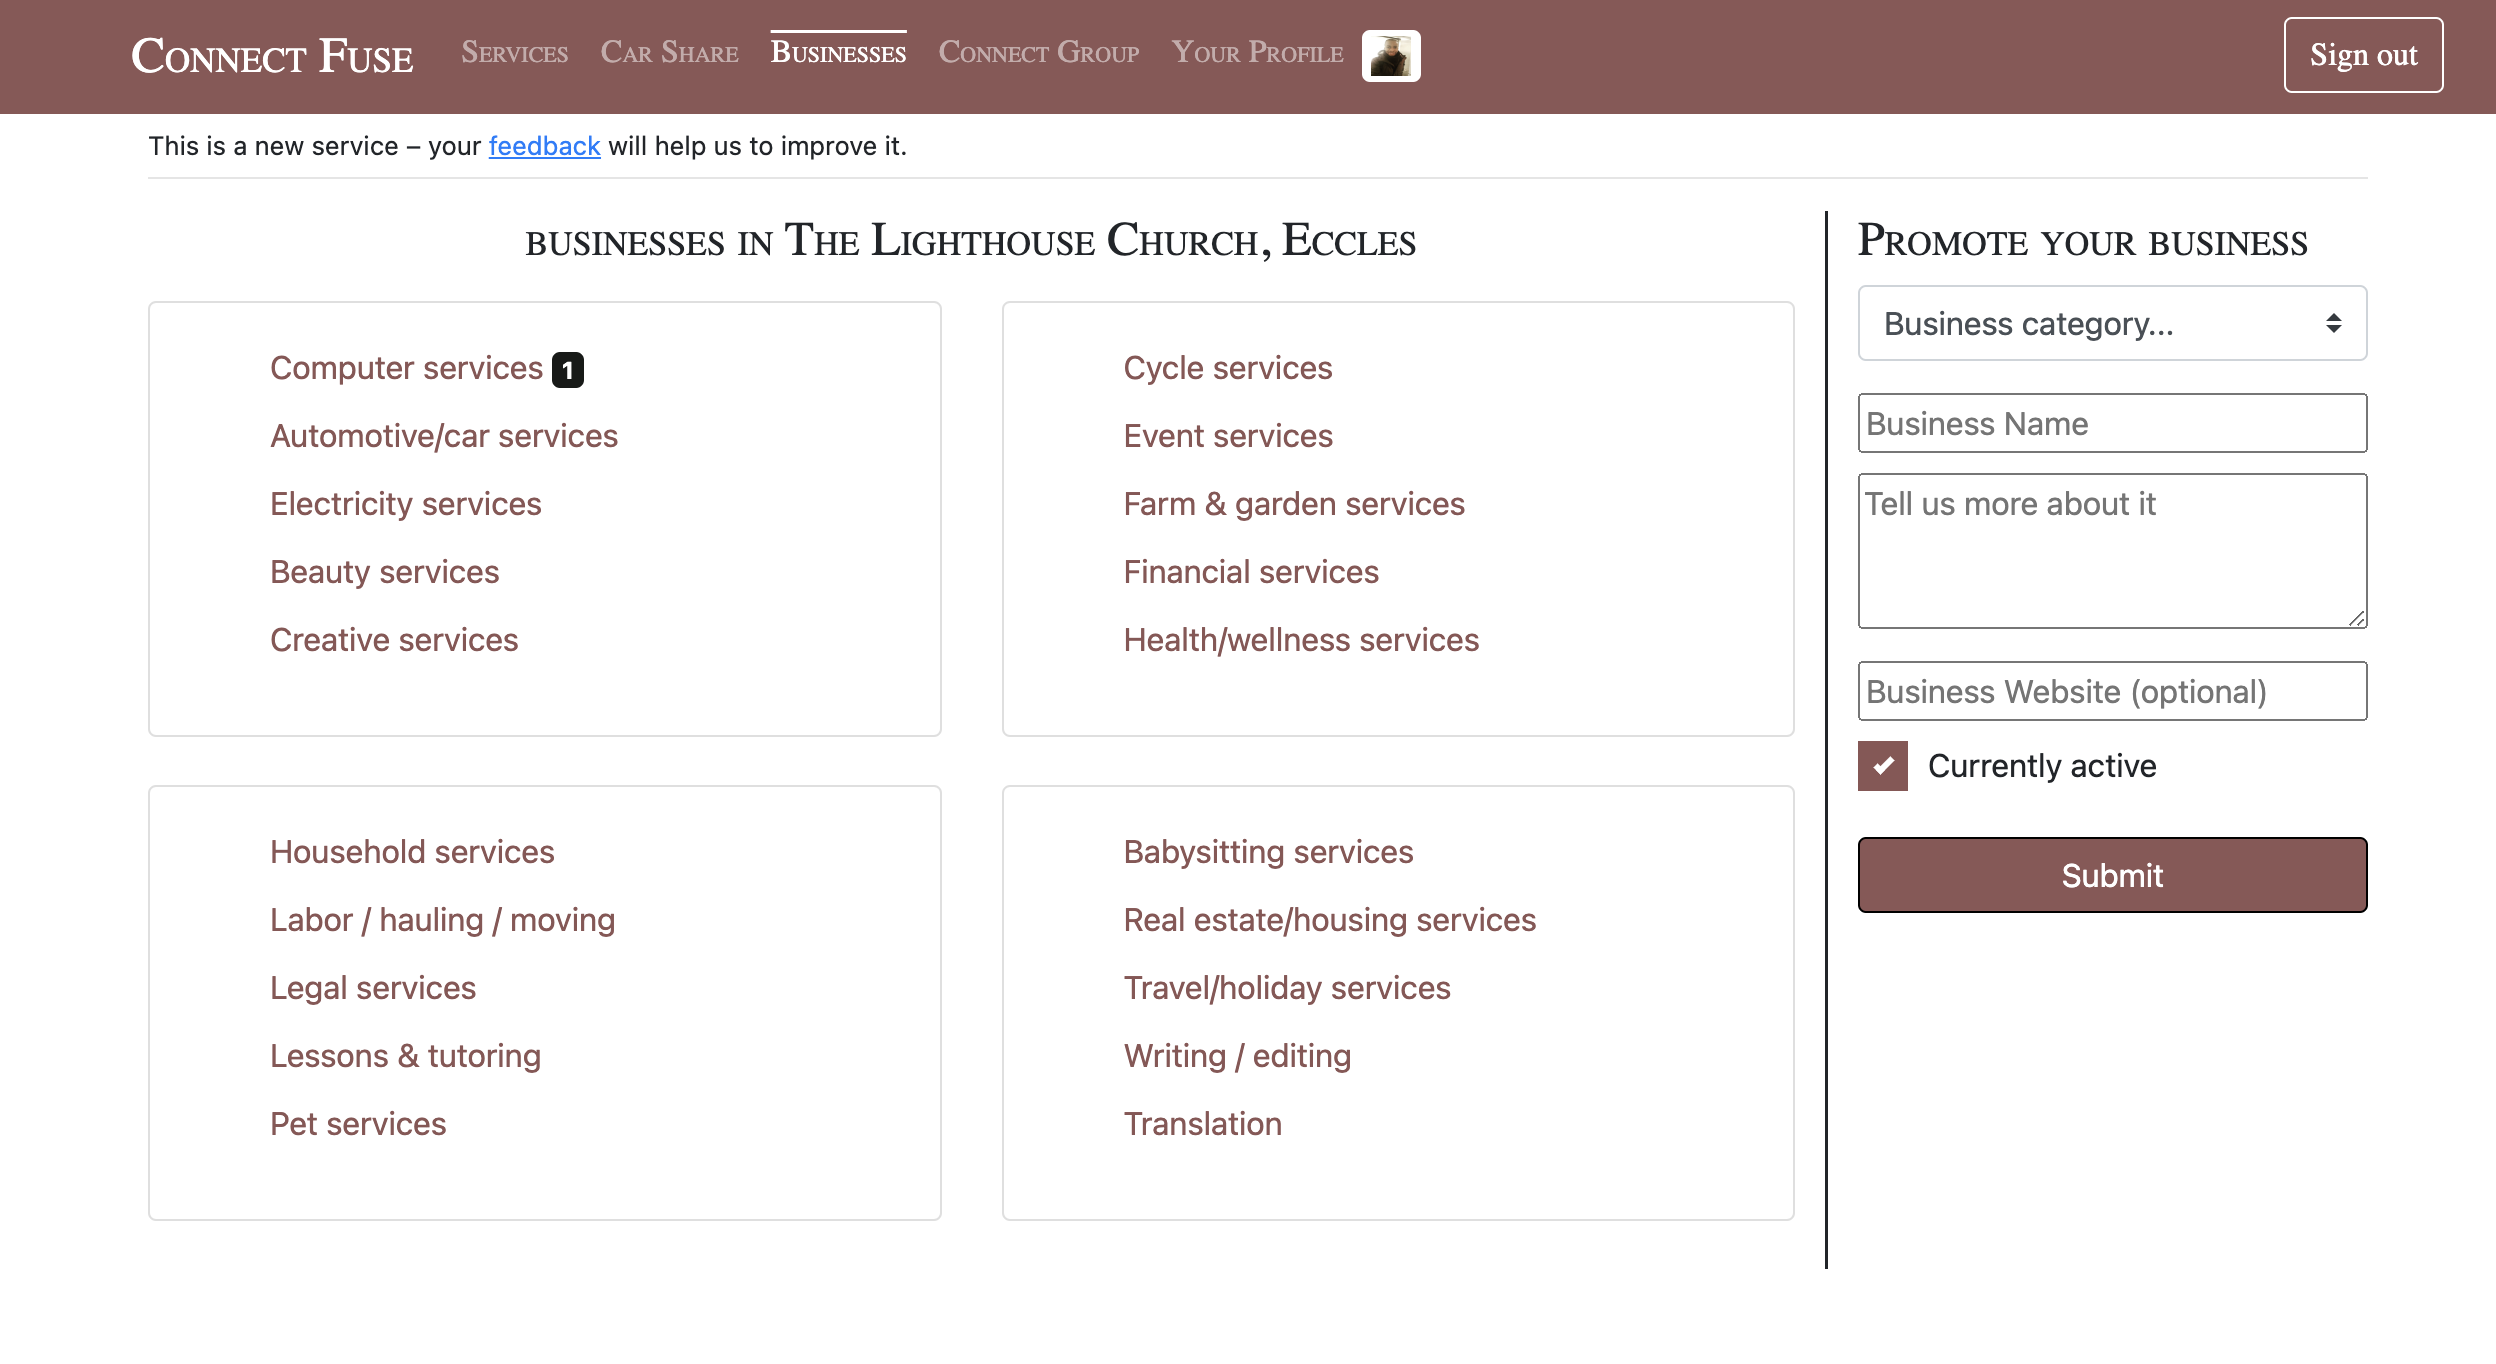 Connect Fuse
Services
Car Share
Businesses
Connect Group
Your Profile
Sign out
This is a new service – your feedback will help us to improve it.
businesses in The Lighthouse Church, Eccles
Computer services 1
Automotive/car services
Electricity services
Beauty services
Creative services
Cycle services
Event services
Farm & garden services
Financial services
Health/wellness services
Household services
Labor / hauling / moving
Legal services
Lessons & tutoring
Pet services
Babysitting services
Real estate/housing services
Travel/holiday services
Writing / editing
Translation
Promote your business
Business category...
Business Name
Tell us more about it
Business Website (optional)
Currently active
Submit